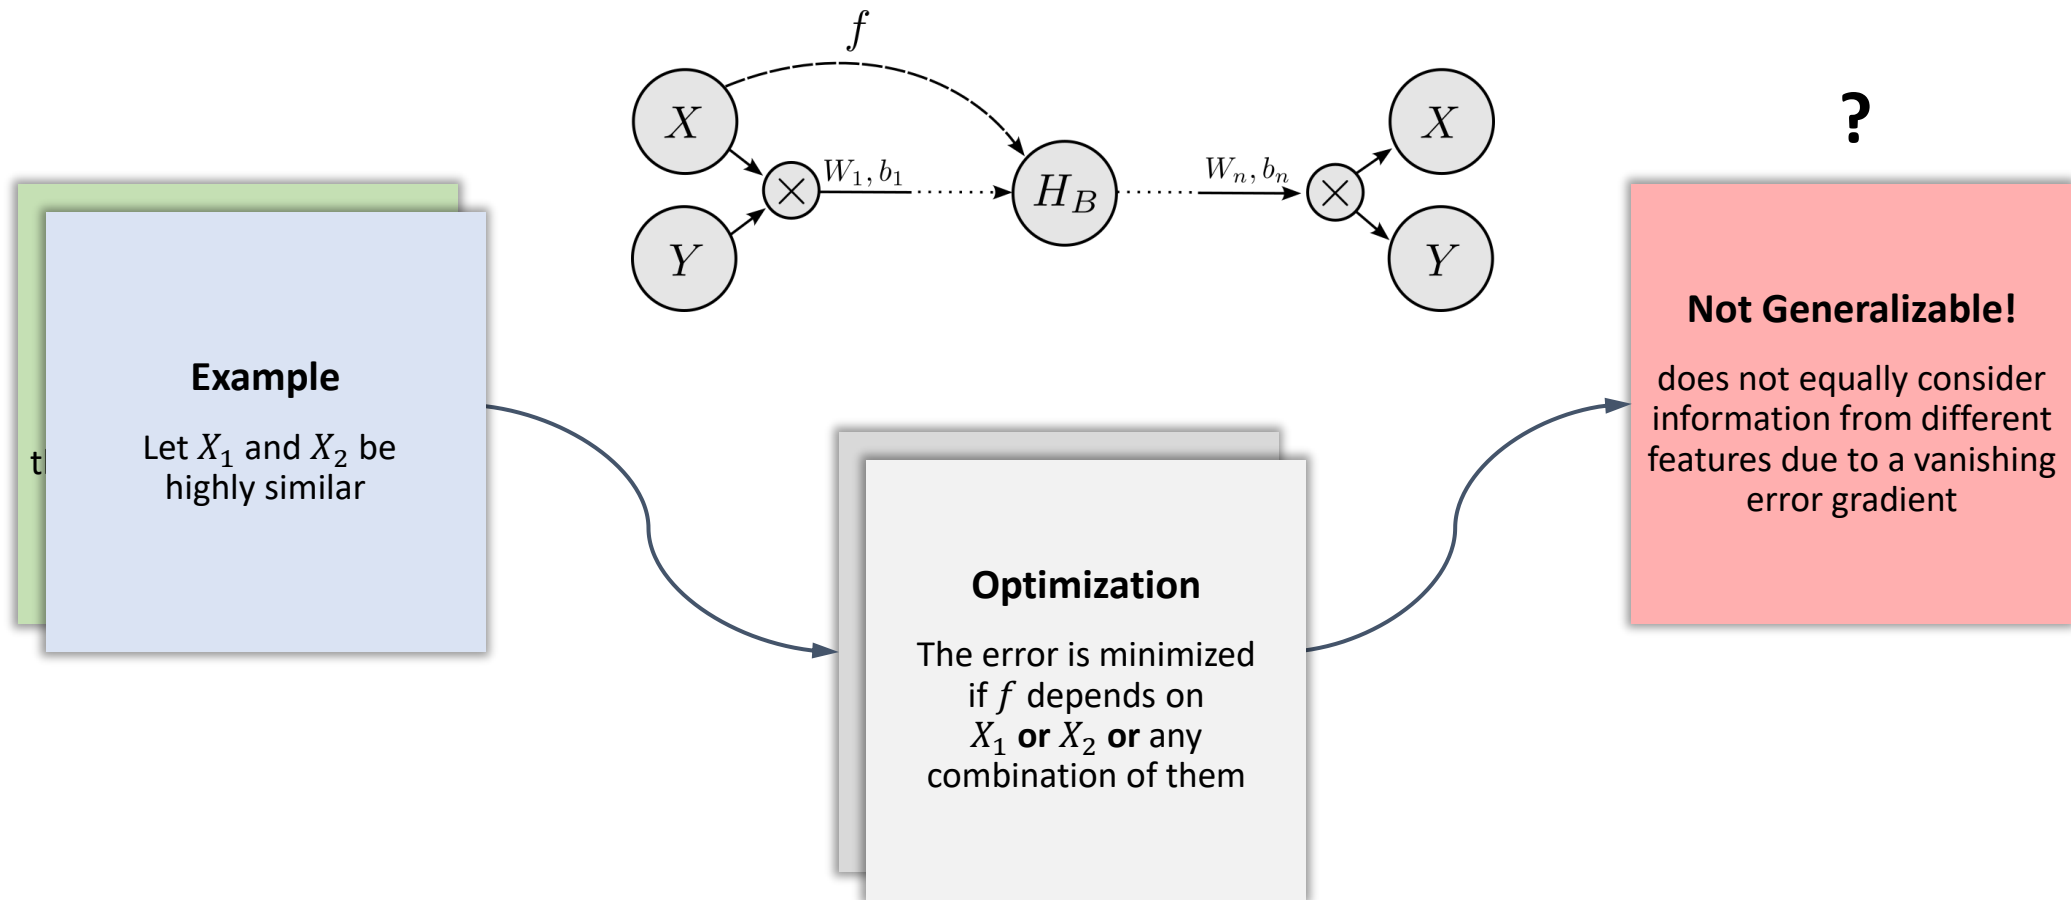 f
X
Y
W₁, b₁
H_B
Wₙ, bₙ
X
Y
?
Example
Let X₁ and X₂ be
highly similar
Optimization
The error is minimized
if f depends on
X₁ or X₂ or any
combination of them
Not Generalizable!
does not equally consider
information from different
features due to a vanishing
error gradient